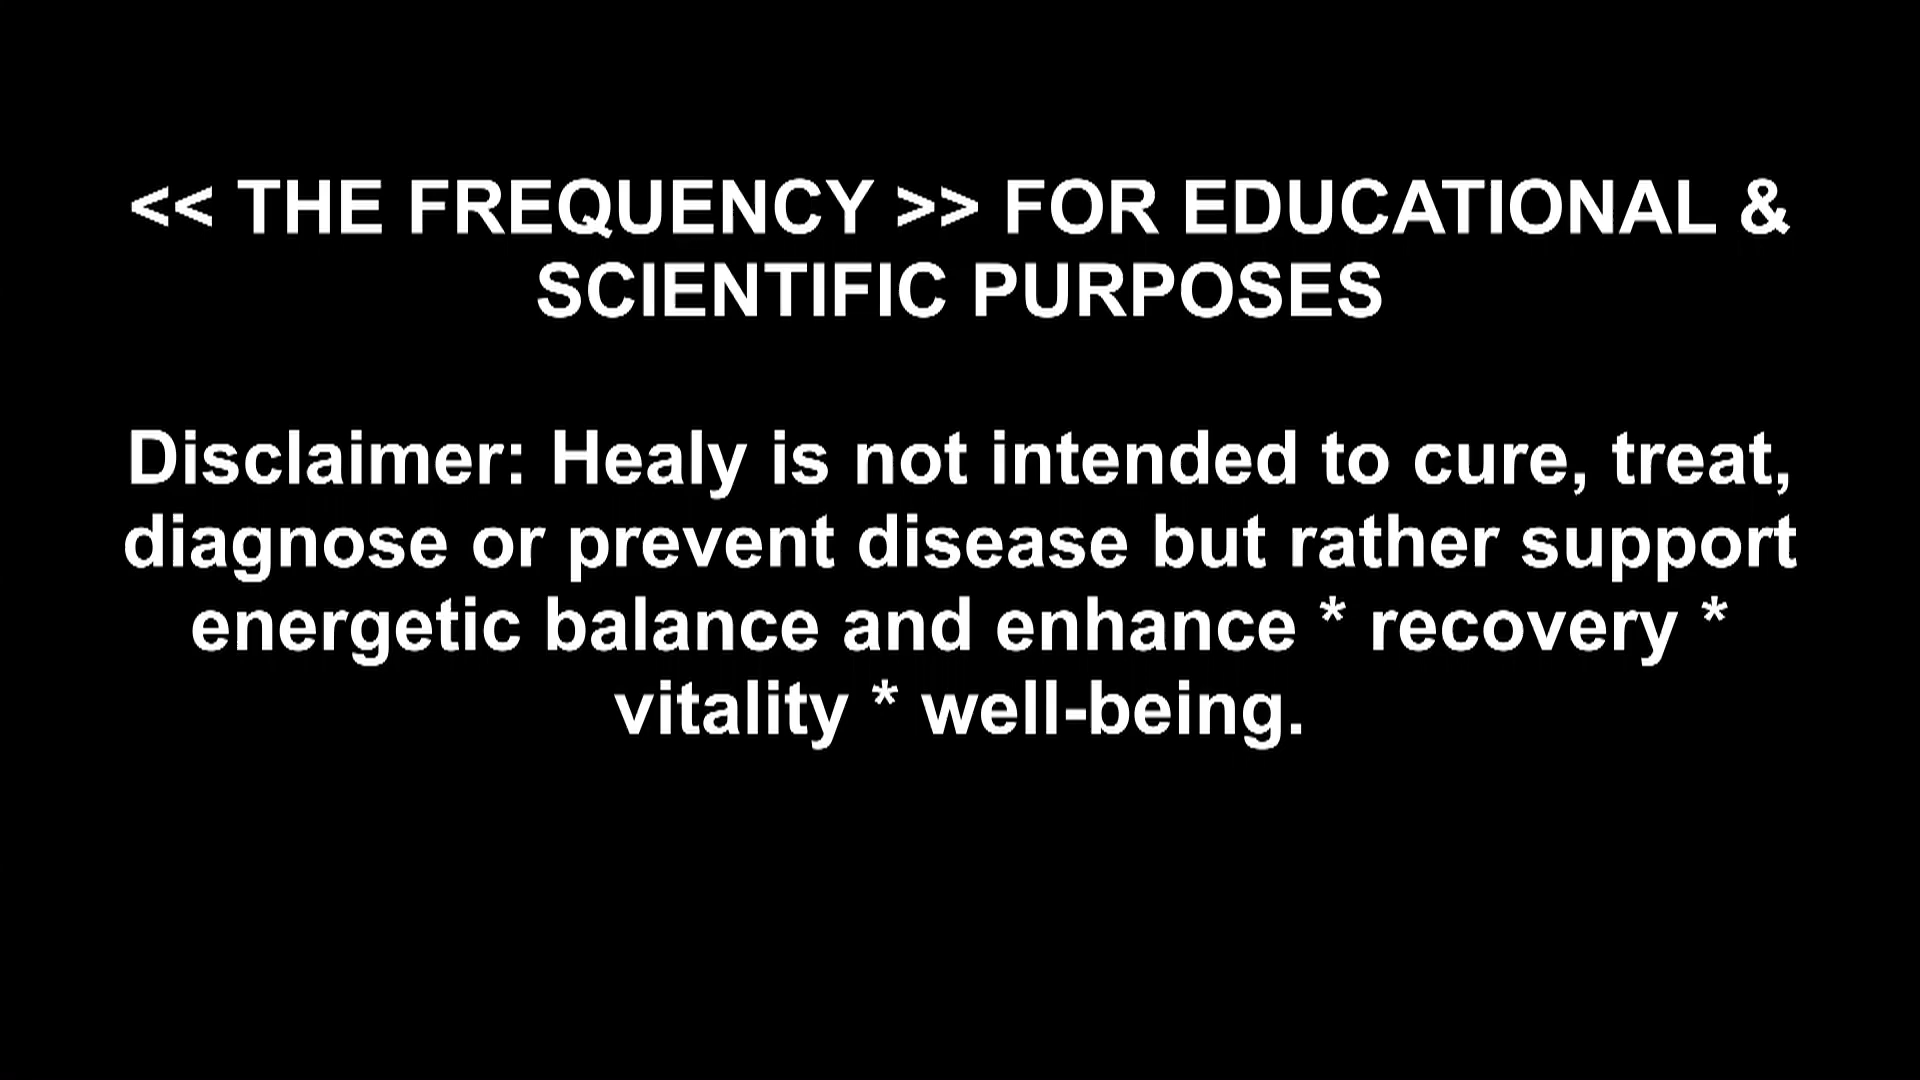 << THE FREQUENCY >> FOR EDUCATIONAL &
SCIENTIFIC PURPOSES
Disclaimer: Healy is not intended to cure, treat,
diagnose or prevent disease but rather support
energetic balance and enhance * recovery *
vitality * well-being.